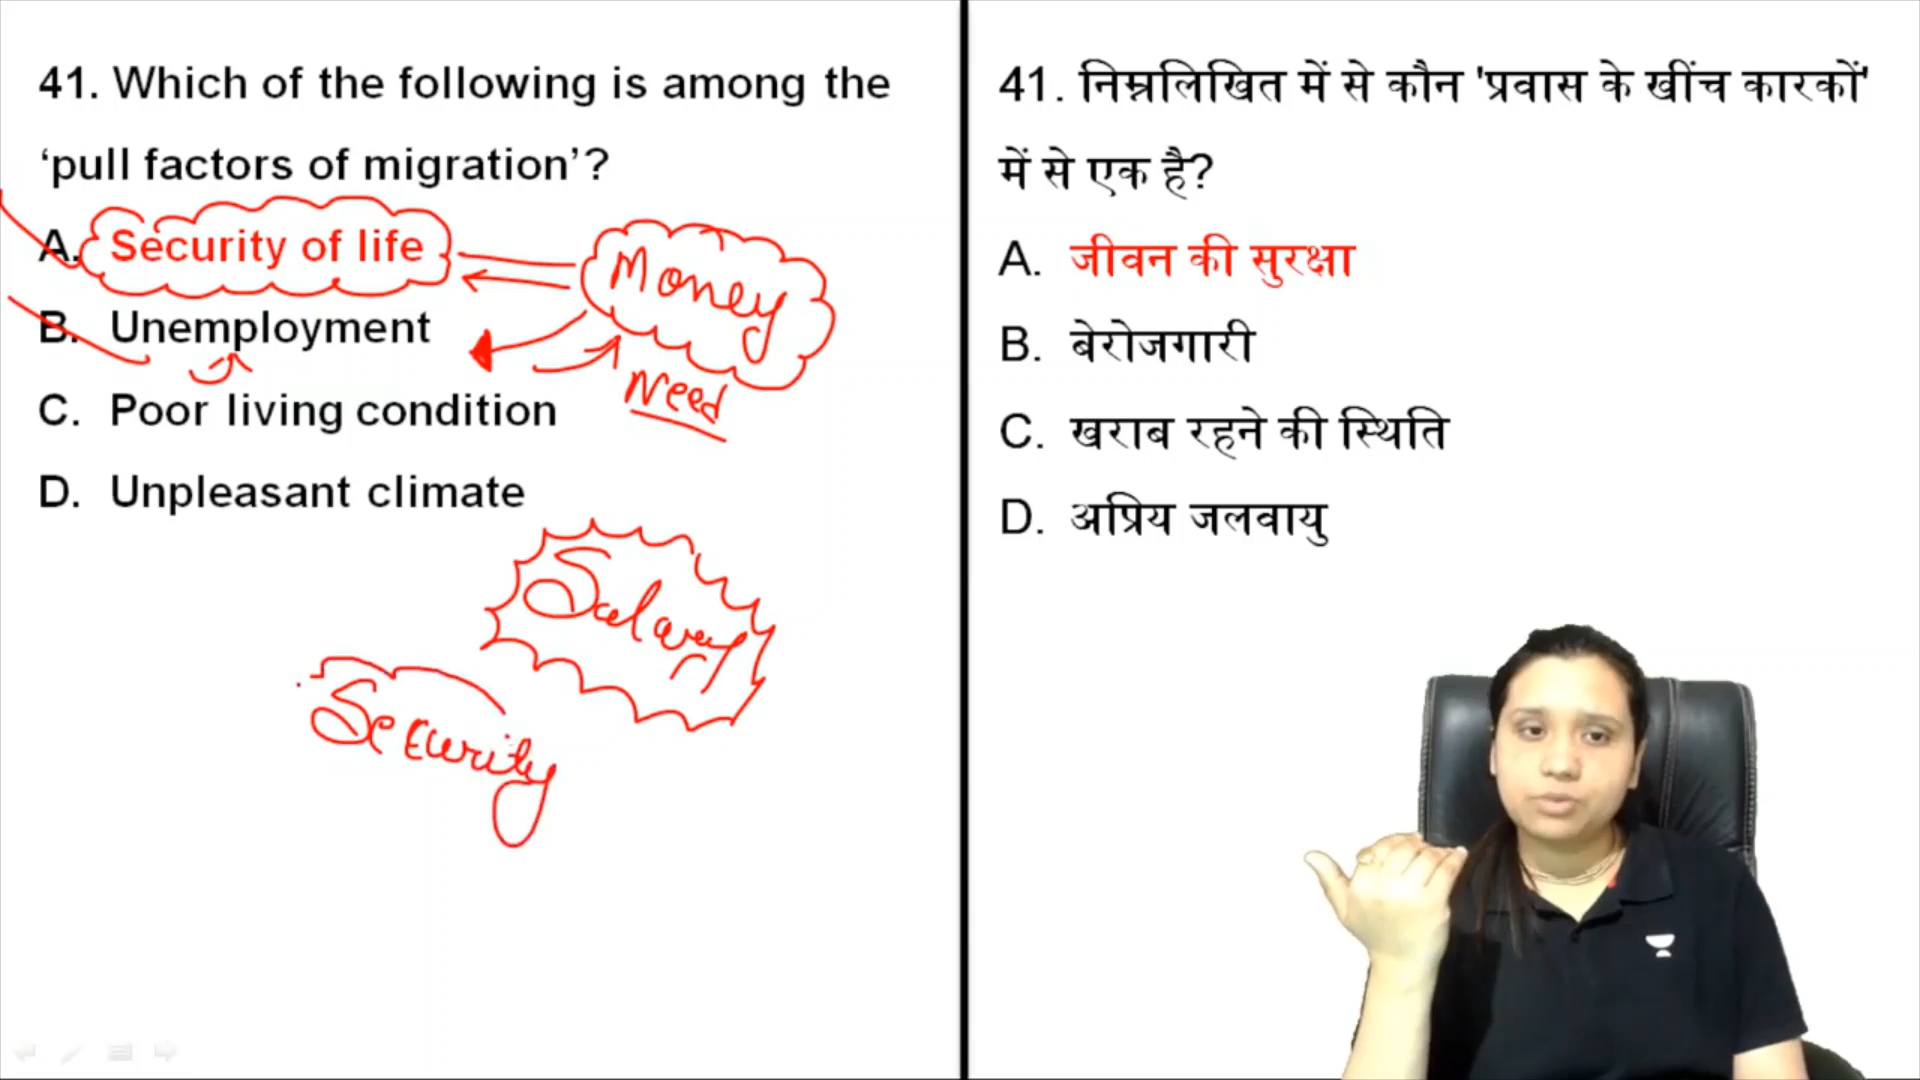 41. Which of the following is among the
‘pull factors of migration’?
A. Security of life
B. Unemployment
C. Poor living condition
D. Unpleasant climate
Money
Need
Salary
Security
41. निम्नलिखित में से कौन 'प्रवास के खींच कारकों'
में से एक है?
A. जीवन की सुरक्षा
B. बेरोजगारी
C. खराब रहने की स्थिति
D. अप्रिय जलवायु